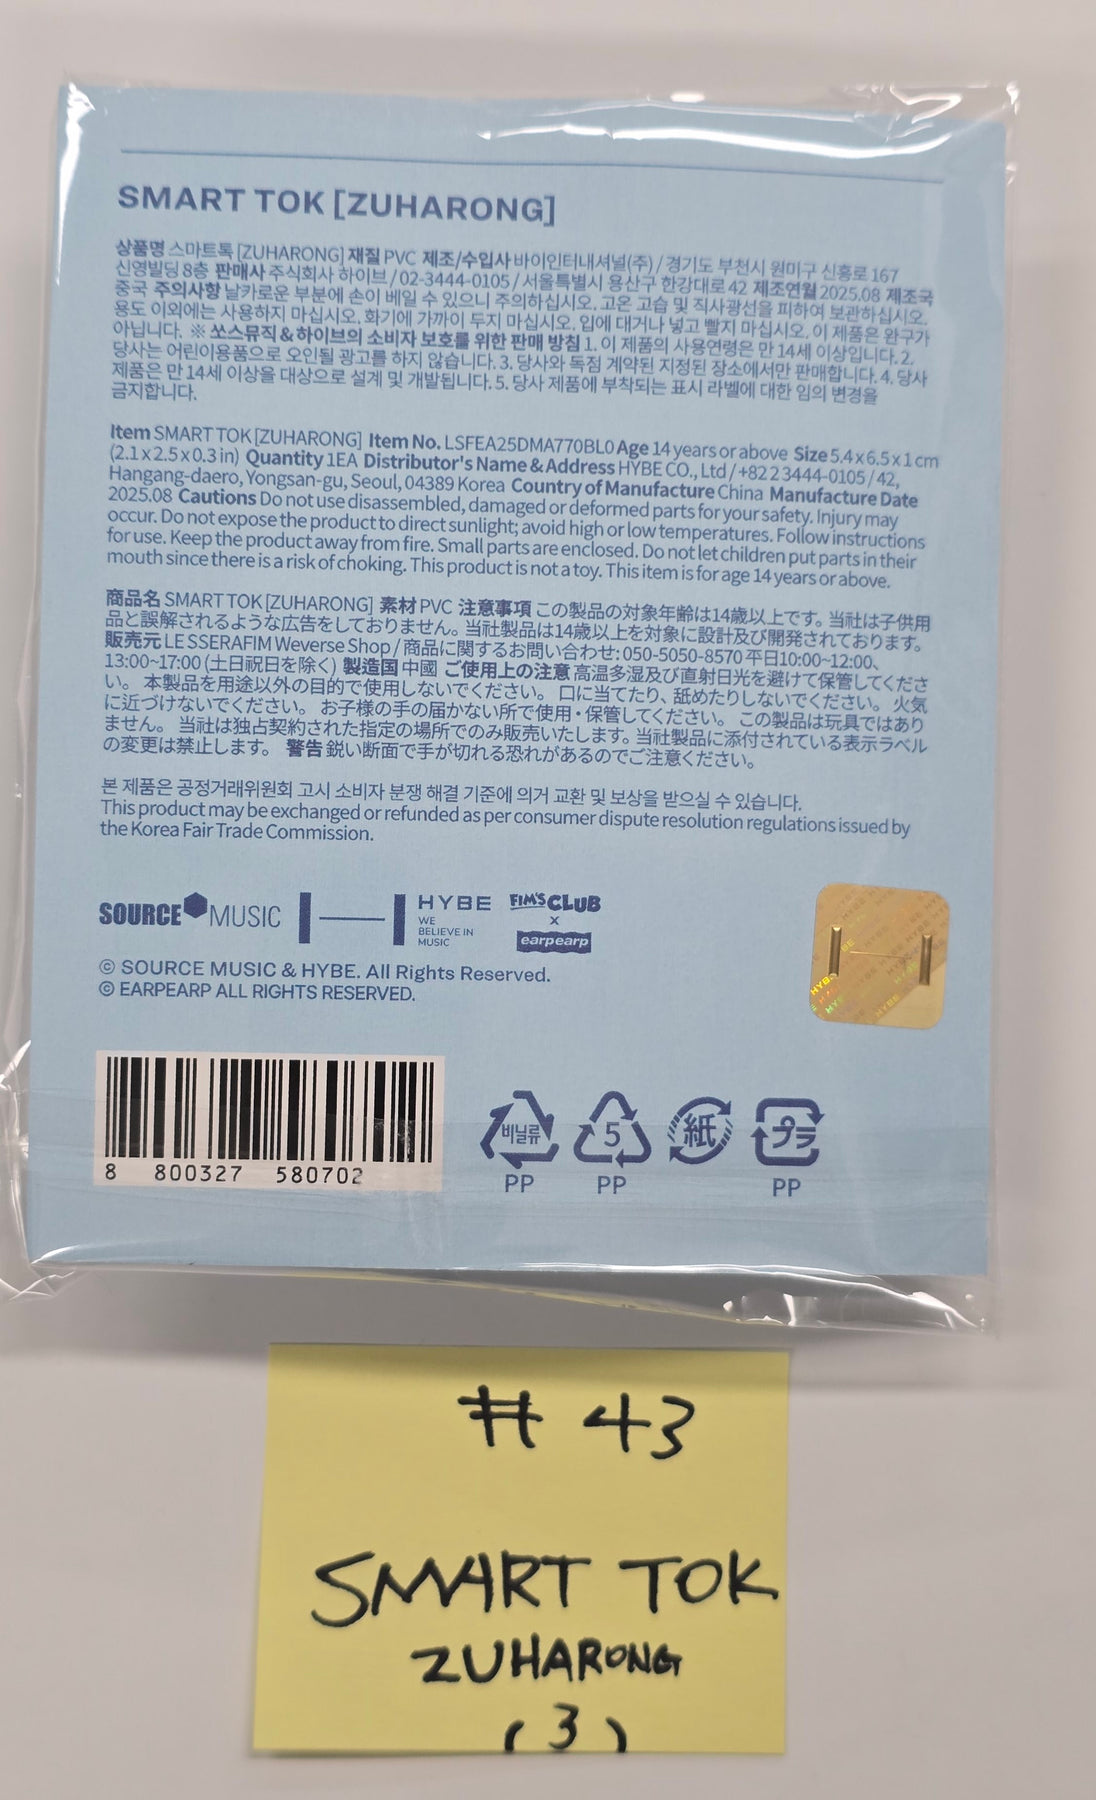 SMART TOK [ZUHARONG]
상품명 스마트톡 [ZUHARONG] 재질 PVC 제조/수입사 바이인터내셔널(주) / 경기도 부천시 원미구 신흥로 167
신영빌딩 8층 판매사 주식회사 하이브 / 02-3444-0105 / 서울특별시 용산구 한강대로 42 제조연월 2025.08 제조국
중국 주의사항 날카로운 부분에 손이 베일 수 있으니 주의하십시오. 고온 고습 및 직사광선을 피하여 보관하십시오.
용도 이외에는 사용하지 마십시오. 화기에 가까이 두지 마십시오. 입에 대거나 넣고 빨지 마십시오. 이 제품은 완구가
아닙니다. ※ 쏘스뮤직 & 하이브의 소비자 보호를 위한 판매 방침 1. 이 제품의 사용연령은 만 14세 이상입니다. 2.
당사는 어린이용품으로 오인될 광고를 하지 않습니다. 3. 당사와 독점 계약된 지정된 장소에서만 판매합니다. 4. 당사
제품은 만 14세 이상을 대상으로 설계 및 개발됩니다. 5. 당사 제품에 부착되는 표시 라벨에 대한 임의 변경을
금지합니다.
Item SMART TOK [ZUHARONG] Item No. LSFEA25DMA770BL0 Age 14 years or above Size 5.4 x 6.5 x 1 cm
(2.1 x 2.5 x 0.3 in) Quantity 1EA Distributor's Name & Address HYBE CO., Ltd / +82 2 3444-0105 / 42,
Hangang-daero, Yongsan-gu, Seoul, 04389 Korea Country of Manufacture China Manufacture Date
2025.08 Cautions Do not use disassembled, damaged or deformed parts for your safety. Injury may
occur. Do not expose the product to direct sunlight; avoid high or low temperatures. Follow instructions
for use. Keep the product away from fire. Small parts are enclosed. Do not let children put parts in their
mouth since there is a risk of choking. This product is not a toy. This item is for age 14 years or above.
商品名 SMART TOK [ZUHARONG] 素材 PVC 注意事項 この製品の対象年齢は14歳以上です。当社は子供用
品と誤解されるような広告をしておりません。当社製品は14歳以上を対象に設計及び開発されております。
販売元 LE SSERAFIM Weverse Shop / 商品に関するお問い合わせ: 050-5050-8570 平日10:00~12:00、
13:00~17:00 (土日祝日を除く) 製造国 中國 ご使用上の注意 高温多湿及び直射日光を避けて保管してくださ
い。 本製品を用途以外の目的で使用しないでください。 口に当てたり、舐めたりしないでください。 火気
に近づけないでください。 お子様の手の届かない所で使用・保管してください。 この製品は玩具ではあり
ません。 当社は独占契約された指定の場所でのみ販売いたします。当社製品に添付されている表示ラベル
の変更は禁止します。 警告 鋭い断面で手が切れる恐れがあるのでご注意ください。
본 제품은 공정거래위원회 고시 소비자 분쟁 해결 기준에 의거 교환 및 보상을 받으실 수 있습니다.
This product may be exchanged or refunded as per consumer dispute resolution regulations issued by
the Korea Fair Trade Commission.
SOURCE MUSIC
HYBE
WE
BELIEVE IN
MUSIC
FIM'S CLUB
x
earpearp
© SOURCE MUSIC & HYBE. All Rights Reserved.
© EARPEARP ALL RIGHTS RESERVED.
HYBE HYBE HYBE
8 800327 580702
비닐류 5 紙 プラ
PP PP PP
# 43
SMART TOK
ZUHARONG
(3)